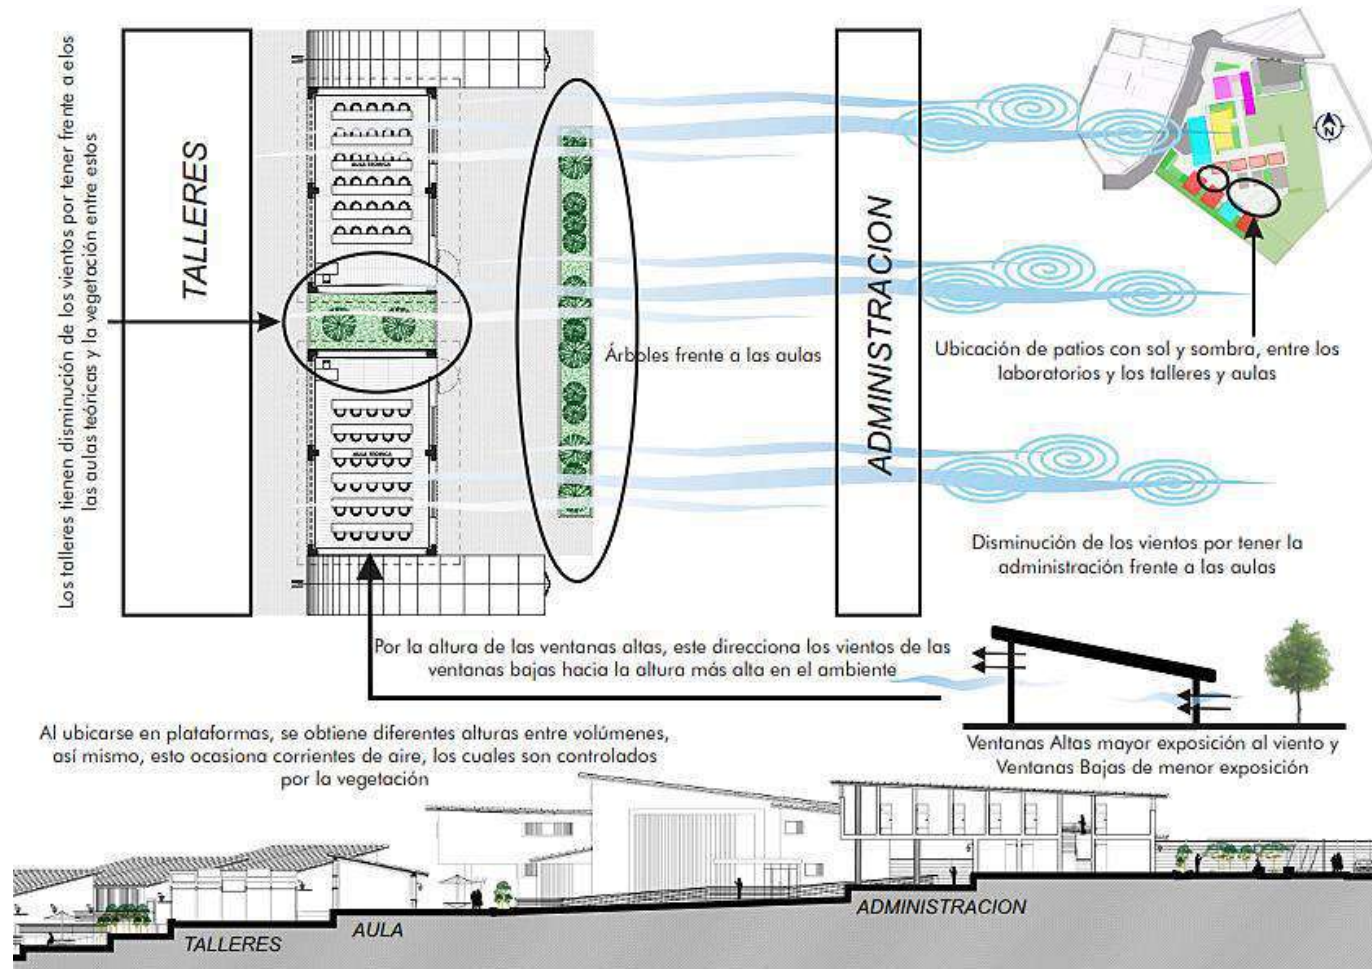 Los talleres tienen disminución de los vientos por tener frente a elos
las aulas teóricas y la vegetación entre estos
TALLERES
AULA TEORICA
AULA TEORICA
Árboles frente a las aulas
ADMINISTRACION
N
Ubicación de patios con sol y sombra, entre los
laboratorios y los talleres y aulas
Disminución de los vientos por tener la
administración frente a las aulas
Por la altura de las ventanas altas, este direcciona los vientos de las
ventanas bajas hacia la altura más alta en el ambiente
Ventanas Altas mayor exposición al viento y
Ventanas Bajas de menor exposición
Al ubicarse en plataformas, se obtiene diferentes alturas entre volúmenes,
así mismo, esto ocasiona corrientes de aire, los cuales son controlados
por la vegetación
TALLERES
AULA
ADMINISTRACION